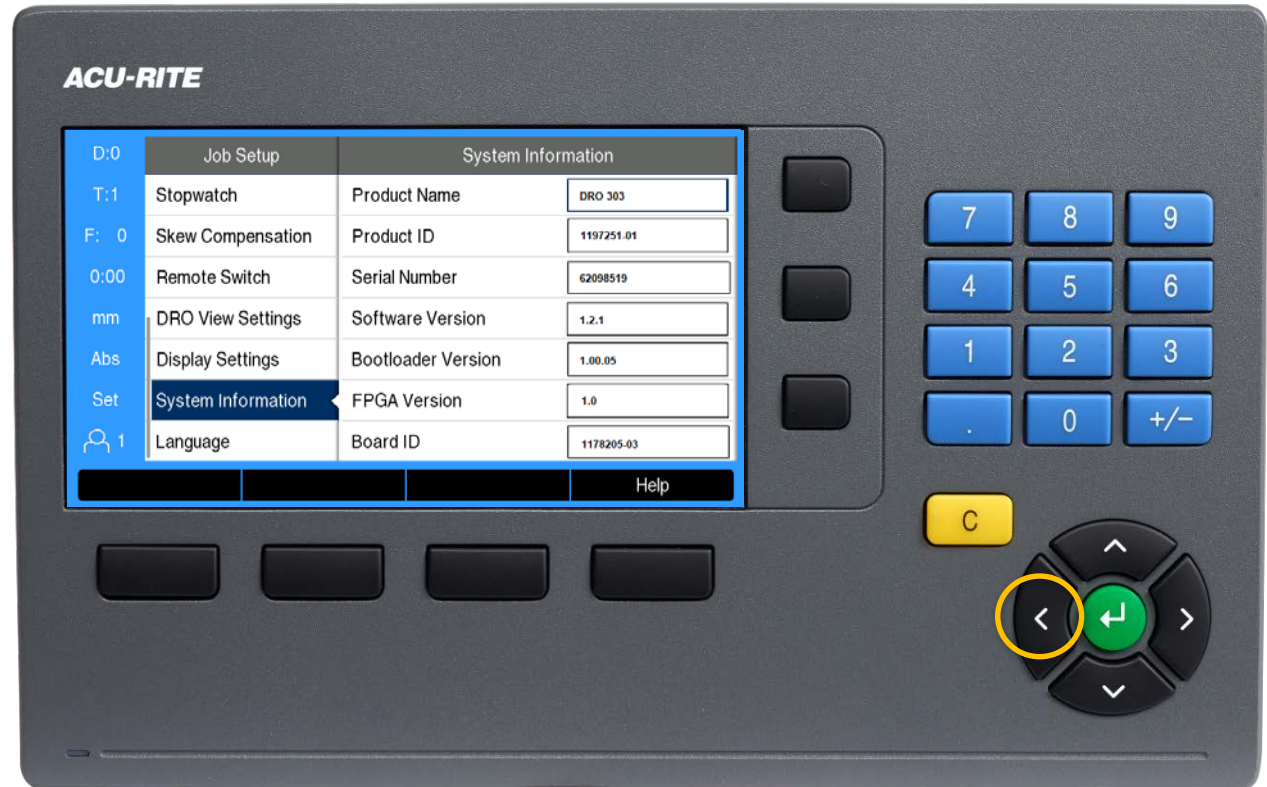 ACU-RITE
D:0 Job Setup System Information
T:1 Stopwatch Product Name DRO 303
F: 0 Skew Compensation Product ID 1197251-01
0:00 Remote Switch Serial Number 62098519
mm DRO View Settings Software Version 1.2.1
Abs Display Settings Bootloader Version 1.00.05
Set System Information FPGA Version 1.0
1 Language Board ID 1178205-03
Help
7 8 9
4 5 6
1 2 3
. 0 +/-
C